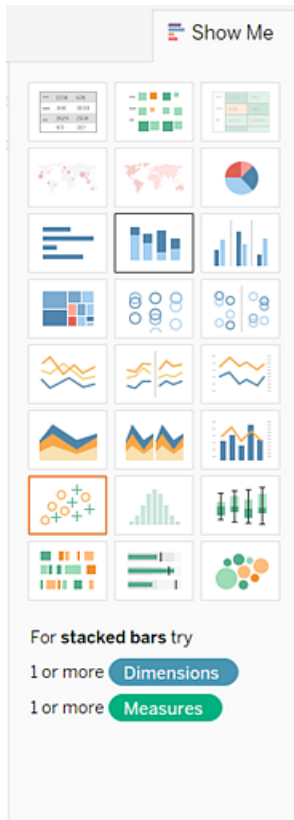 Show Me
For stacked bars try
1 or more Dimensions
1 or more Measures